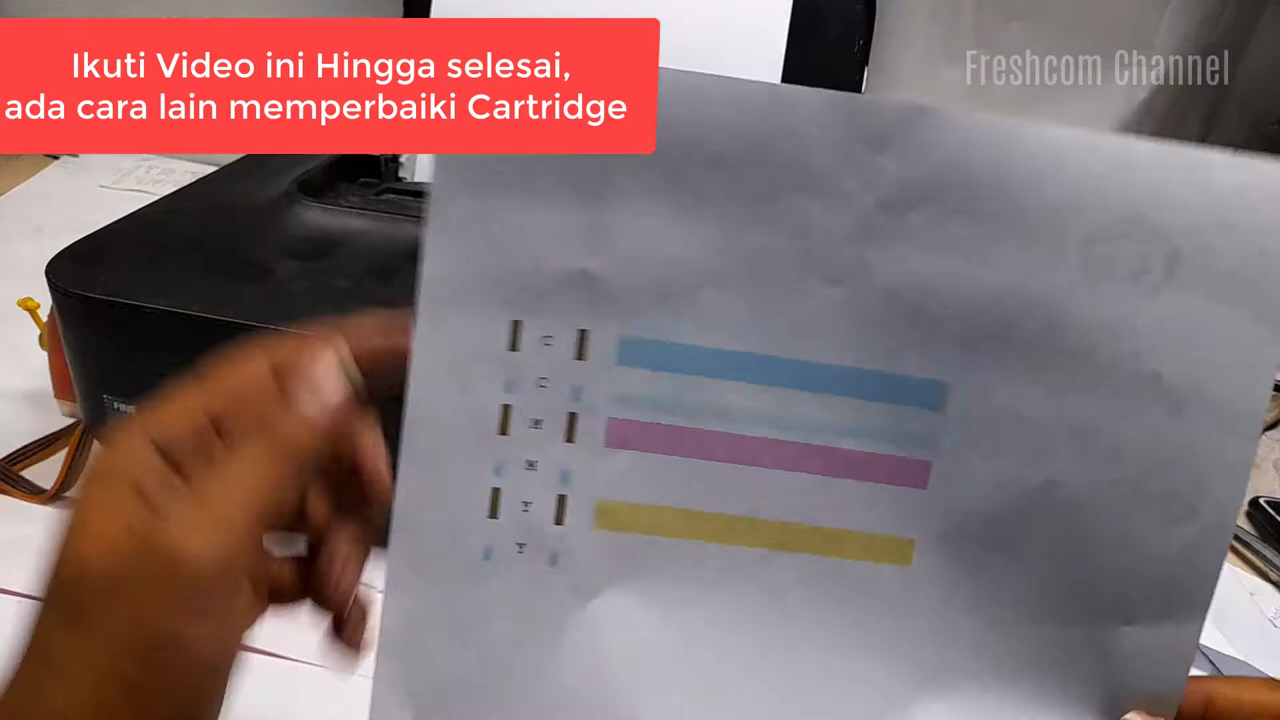 Ikuti Video ini Hingga selesai,
ada cara lain memperbaiki Cartridge
Freshcom Channel
C
C
M
M
Y
Y